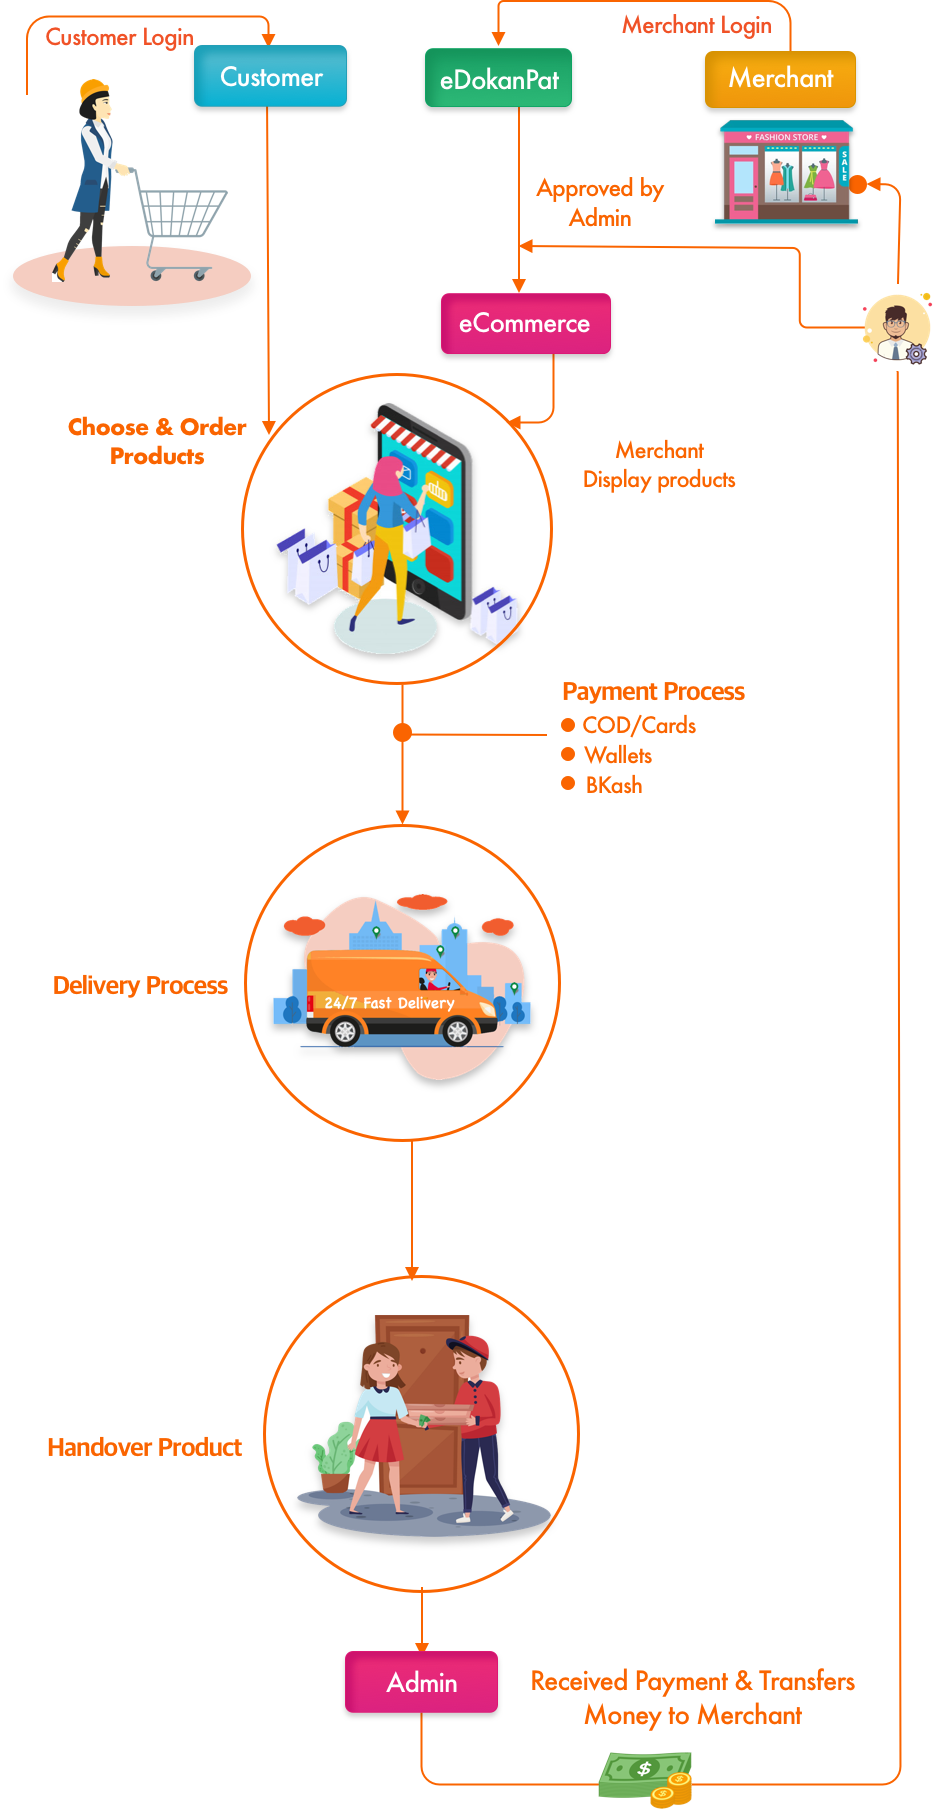 Customer Login
Merchant Login
Customer
eDokanPat
Merchant
♥ FASHION STORE ♥
SALE
Approved by
Admin
eCommerce
Choose & Order
Products
Merchant
Display products
Payment Process
COD/Cards
Wallets
BKash
Delivery Process
24/7 Fast Delivery
Handover Product
Admin
Received Payment & Transfers
Money to Merchant
$